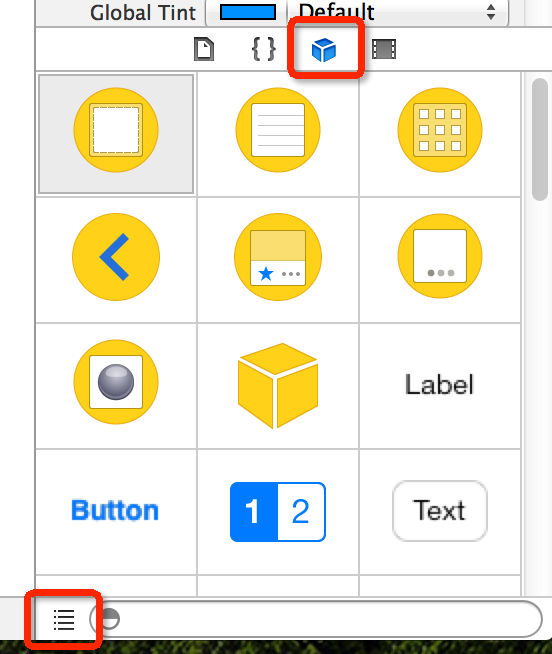 Global Tint Default
{ }
Label
Button
1 2
Text